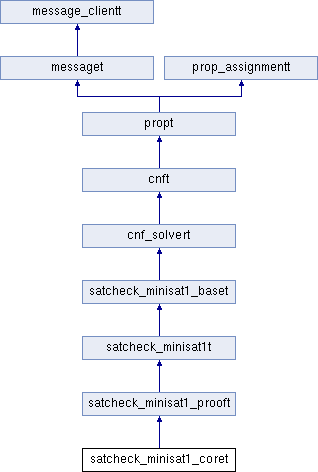 message_clientt
messaget
prop_assignmentt
propt
cnft
cnf_solvert
satcheck_minisat1_baset
satcheck_minisat1t
satcheck_minisat1_prooft
satcheck_minisat1_coret